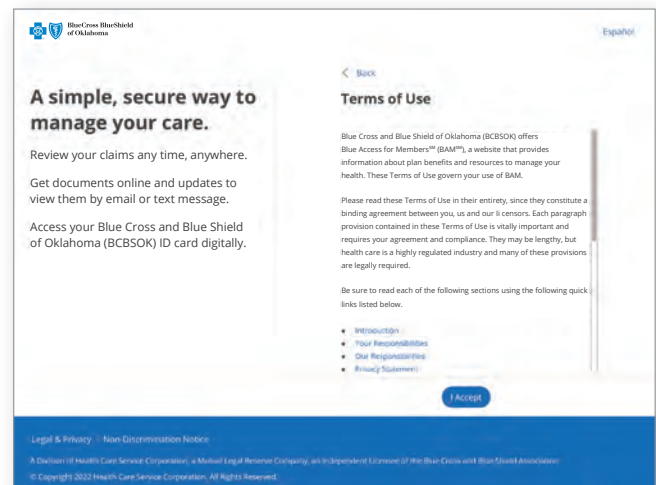 BlueCross BlueShield
of Oklahoma
Español
A simple, secure way to
manage your care.
Review your claims any time, anywhere.
Get documents online and updates to
view them by email or text message.
Access your Blue Cross and Blue Shield
of Oklahoma (BCBSOK) ID card digitally.
Back
Terms of Use
Blue Cross and Blue Shield of Oklahoma (BCBSOK) offers
Blue Access for Members℠ (BAM℠), a website that provides
information about plan benefits and resources to manage your
health. These Terms of Use govern your use of BAM.
Please read these Terms of Use in their entirety, since they constitute a
binding agreement between you, us and our li censors. Each paragraph
provision contained in these Terms of Use is vitally important and
requires your agreement and compliance. They may be lengthy, but
health care is a highly regulated industry and many of these provisions
are legally required.
Be sure to read each of the following sections using the following quick
links listed below.
• Introduction
• Your Responsibilities
• Our Responsibilities
• Privacy Statement
I Accept
Legal & Privacy | Non-Discrimination Notice
A Division of Health Care Service Corporation, a Mutual Legal Reserve Company, an Independent Licensee of the Blue Cross and Blue Shield Association
© Copyright 2022 Health Care Service Corporation. All Rights Reserved.